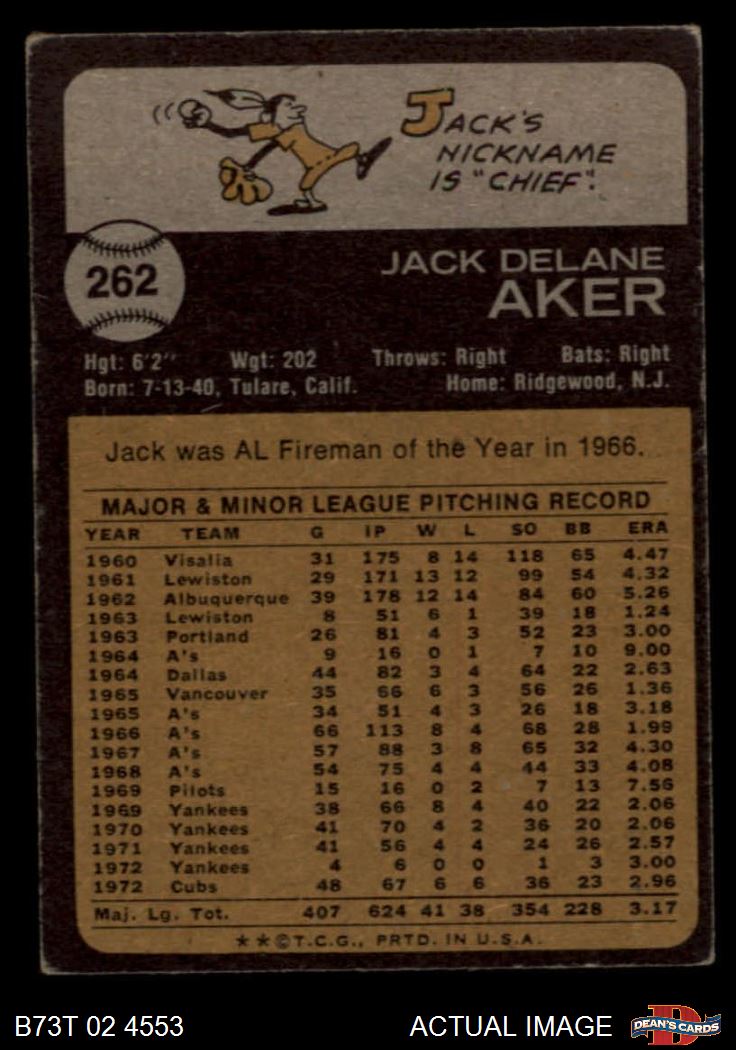 JACK'S
NICKNAME
IS "CHIEF".
262
JACK DELANE
AKER
Hgt: 6'2" Wgt: 202 Throws: Right Bats: Right
Born: 7-13-40, Tulare, Calif. Home: Ridgewood, N.J.
Jack was AL Fireman of the Year in 1966.
MAJOR & MINOR LEAGUE PITCHING RECORD
YEAR TEAM G IP W L SO BB ERA
1960 Visalia 31 175 8 14 118 65 4.47
1961 Lewiston 29 171 13 12 99 54 4.32
1962 Albuquerque 39 178 12 14 84 60 5.26
1963 Lewiston 8 51 6 1 39 18 1.24
1963 Portland 26 81 4 3 52 23 3.00
1964 A's 9 16 0 1 7 10 9.00
1964 Dallas 44 82 3 4 64 22 2.63
1965 Vancouver 35 66 6 3 56 26 1.36
1965 A's 34 51 4 3 26 18 3.18
1966 A's 66 113 8 4 68 28 1.99
1967 A's 57 88 3 8 65 32 4.30
1968 A's 54 75 4 4 44 33 4.08
1969 Pilots 15 16 0 2 7 13 7.56
1969 Yankees 38 66 8 4 40 22 2.06
1970 Yankees 41 70 4 2 36 20 2.06
1971 Yankees 41 56 4 4 24 26 2.57
1972 Yankees 4 6 0 0 1 3 3.00
1972 Cubs 48 67 6 6 36 23 2.96
Maj. Lg. Tot. 407 624 41 38 354 228 3.17
★★©T.C.G., PRTD. IN U.S.A.
B73T 02 4553 ACTUAL IMAGE DEAN'S CARDS